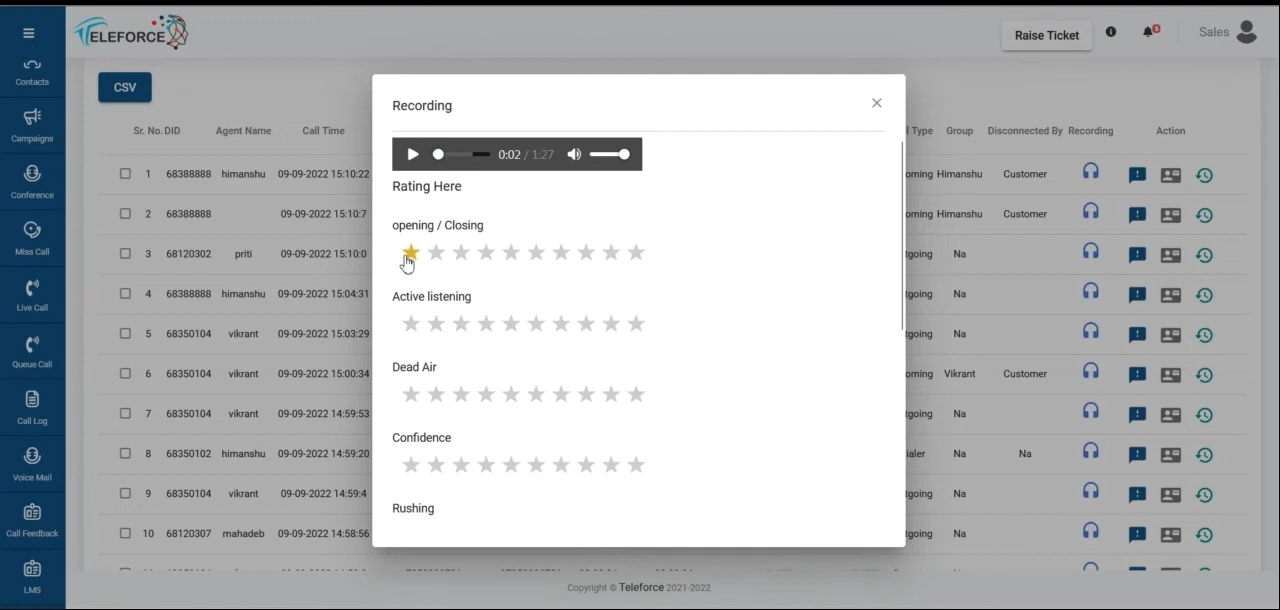 TELEFORCE
Raise Ticket
Sales
Contacts
Campaigns
Conference
Miss Call
Live Call
Queue Call
Call Log
Voice Mail
Call Feedback
LMS
CSV
Sr. No. DID Agent Name Call Time Type Group Disconnected By Recording Action
1 68388888 himanshu 09-09-2022 15:10:22 oming Himanshu Customer
2 68388888 09-09-2022 15:10:7 oming Himanshu Customer
3 68120302 priti 09-09-2022 15:10:0 tgoing Na
4 68388888 himanshu 09-09-2022 15:04:31 tgoing Na
5 68350104 vikrant 09-09-2022 15:03:29 tgoing Na
6 68350104 vikrant 09-09-2022 15:00:34 oming Vikrant Customer
7 68350104 vikrant 09-09-2022 14:59:53 tgoing Na
8 68350102 himanshu 09-09-2022 14:59:20 ialer Na Na
9 68350104 vikrant 09-09-2022 14:59:4 tgoing Na
10 68120307 mahadeb 09-09-2022 14:58:56 tgoing Na
Recording
0:02 / 1:27
Rating Here
opening / Closing
Active listening
Dead Air
Confidence
Rushing
Copyright © Teleforce 2021-2022